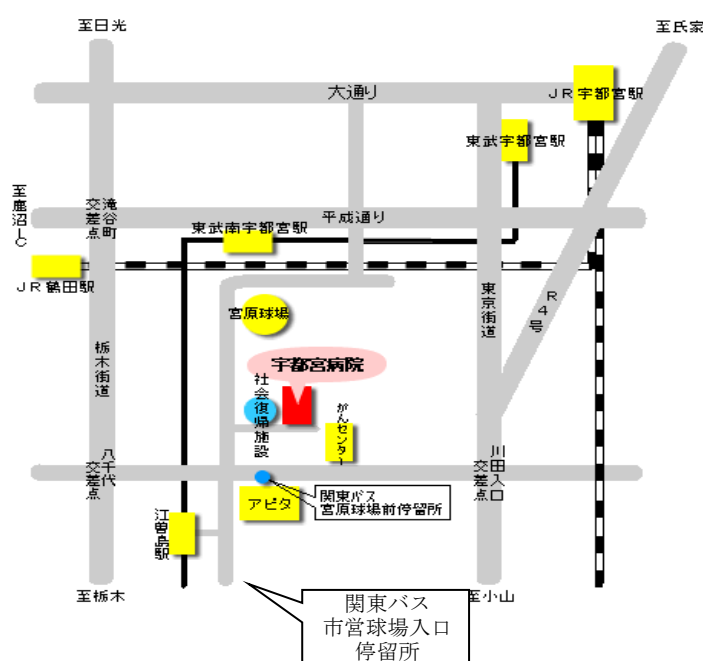 至日光
至氏家
大通り
JR宇都宮駅
東武宇都宮駅
至鹿沼IC
滝谷町
交差点
平成通り
東武南宇都宮駅
JR鶴田駅
東京街道
R4号
宮原球場
栃木街道
宇都宮病院
社会復帰施設
がんセンター
八千代
交差点
川田入口
交差点
関東バス
宮原球場前停留所
アピタ
江曽島駅
至栃木
至小山
関東バス
市営球場入口
停留所